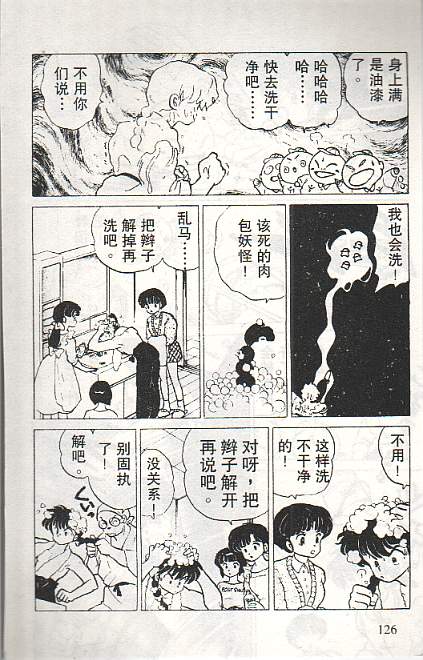 身上满
是油漆
了。
哈哈哈
哈……
快去洗干
净吧……
不用你
们说…
我也会洗!
该死的肉
包妖怪!
乱马……
把辫子
解掉再
洗吧。
不用!
这样洗
不干净
的!
对呀,把
辫子解开
再说吧。
没关系!
别固执
了!
解吧。
ぐい
126